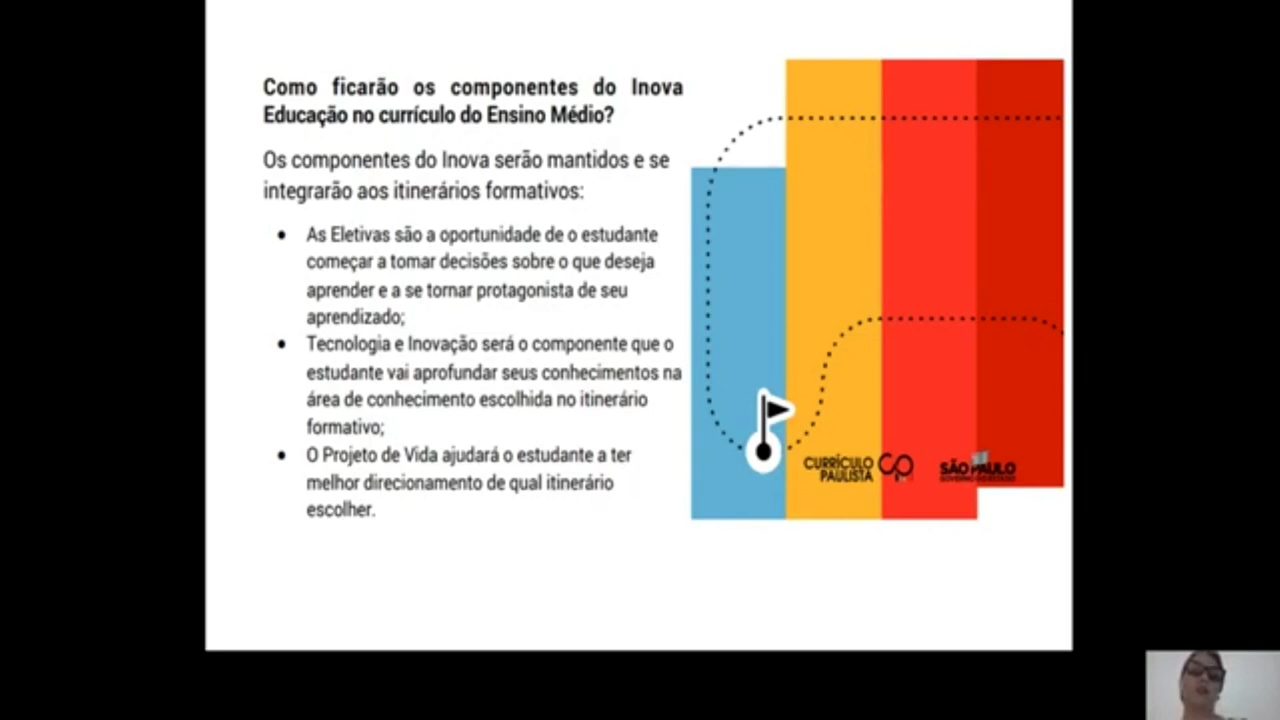 Como ficarão os componentes do Inova
Educação no currículo do Ensino Médio?
Os componentes do Inova serão mantidos e se
integrarão aos itinerários formativos:
• As Eletivas são a oportunidade de o estudante
começar a tomar decisões sobre o que deseja
aprender e a se tornar protagonista de seu
aprendizado;
• Tecnologia e Inovação será o componente que o
estudante vai aprofundar seus conhecimentos na
área de conhecimento escolhida no itinerário
formativo;
• O Projeto de Vida ajudará o estudante a ter
melhor direcionamento de qual itinerário
escolher.
CURRÍCULO
PAULISTA
SÃO PAULO
GOVERNO DO ESTADO